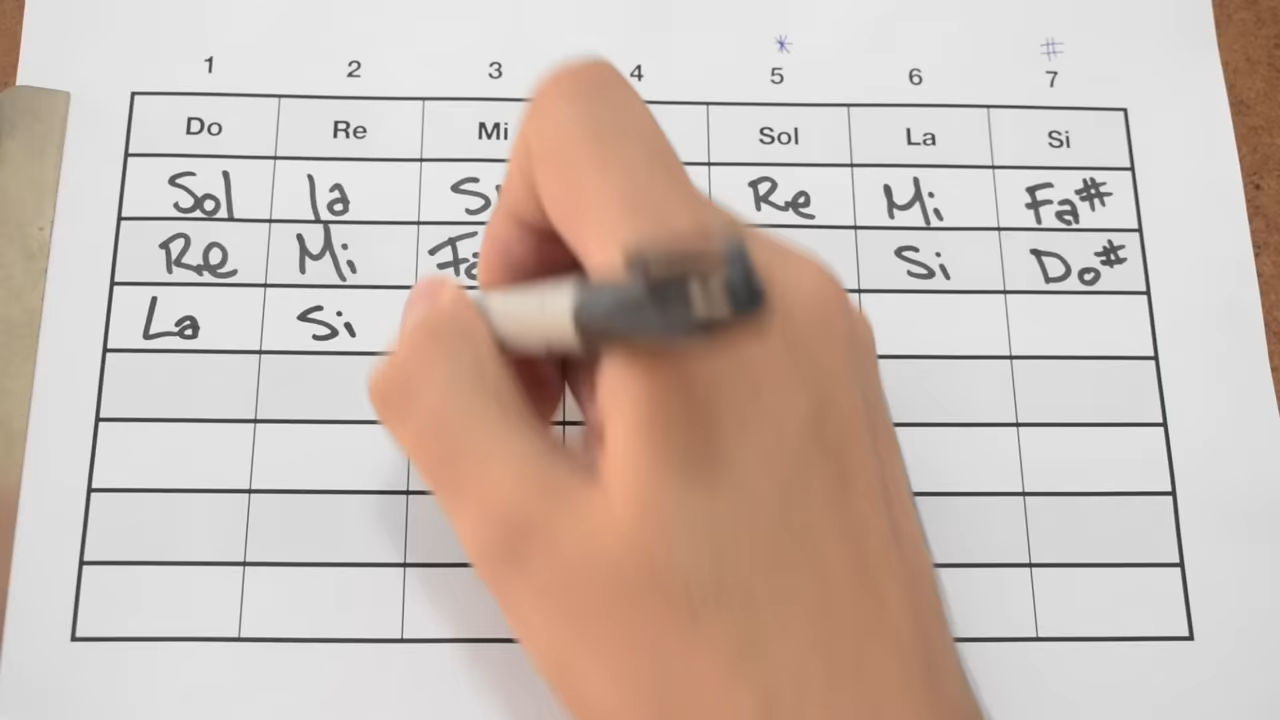 * #
1 2 3 4 5 6 7
Do Re Mi Sol La Si
Sol la Re Mi Fa#
Re Mi Si Do#
La Si